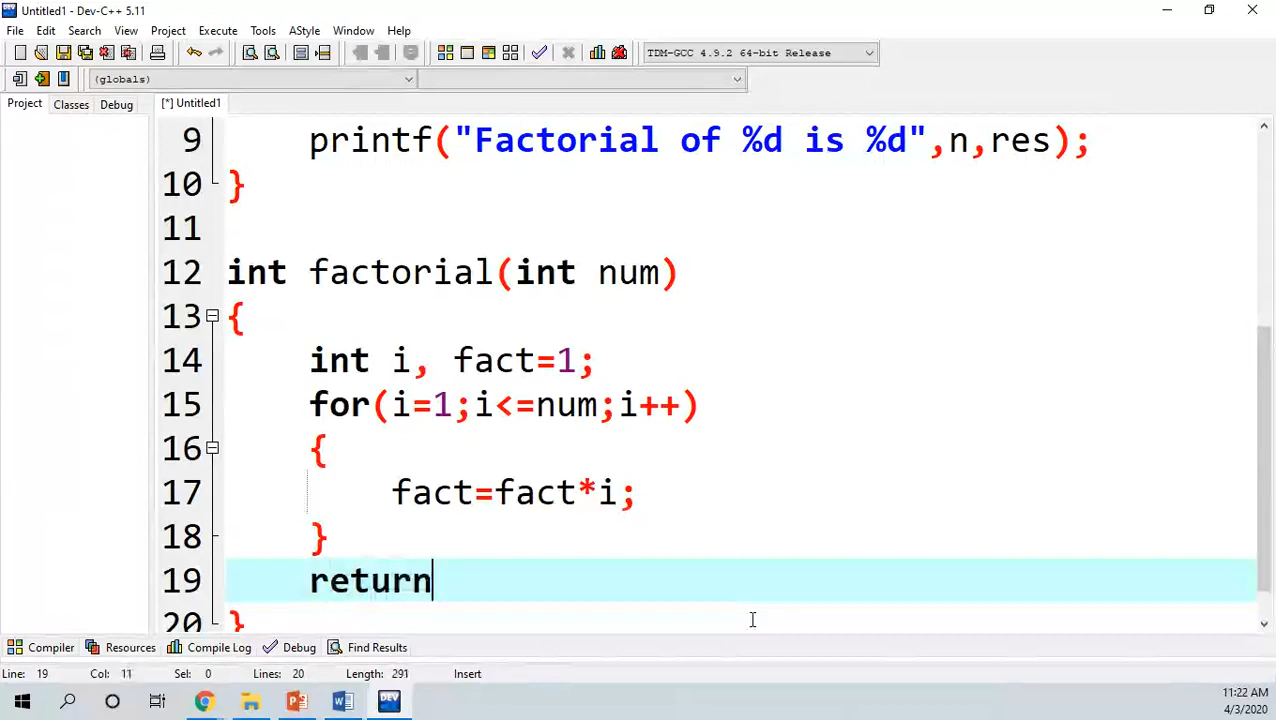 Untitled1 - Dev-C++ 5.11
File Edit Search View Project Execute Tools AStyle Window Help
TDM-GCC 4.9.2 64-bit Release
(globals)
Project Classes Debug [*] Untitled1
9 printf("Factorial of %d is %d",n,res);
10 }
11
12 int factorial(int num)
13 {
14 int i, fact=1;
15 for(i=1;i<=num;i++)
16 {
17 fact=fact*i;
18 }
19 return
20 }
Compiler Resources Compile Log Debug Find Results
Line: 19 Col: 11 Sel: 0 Lines: 20 Length: 291 Insert
DEV
11:22 AM
4/3/2020